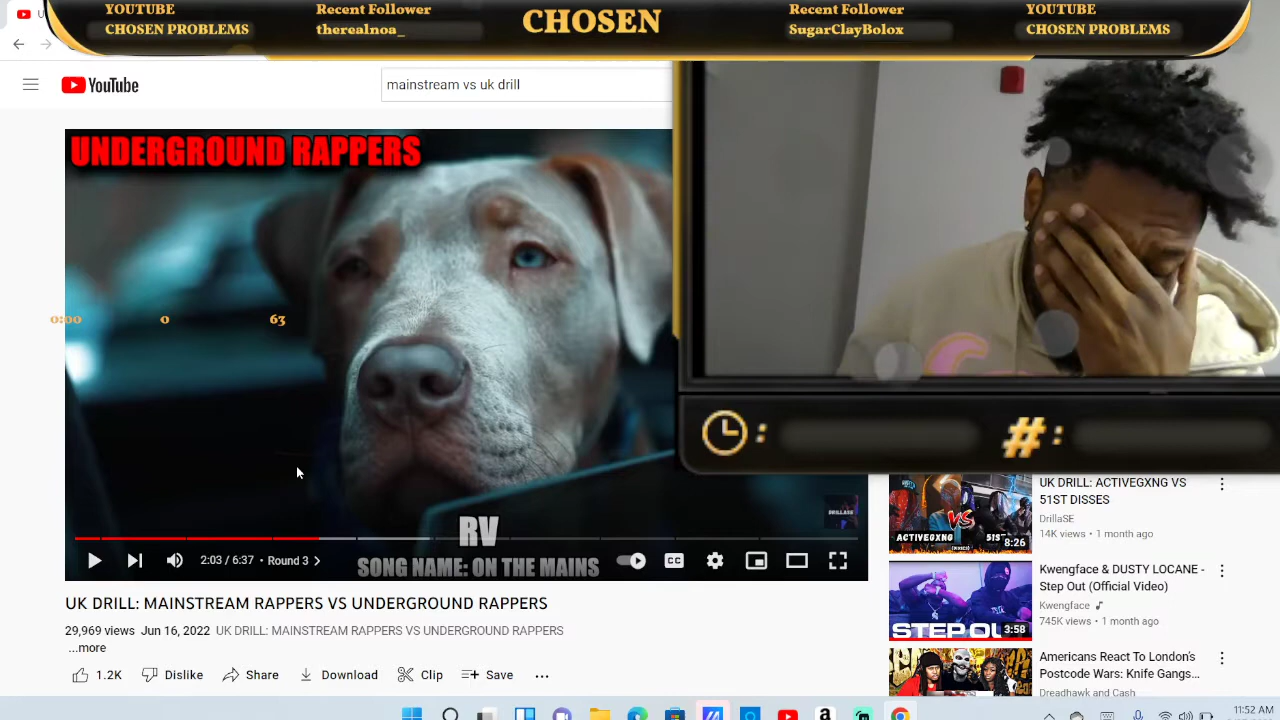 YOUTUBE
CHOSEN PROBLEMS
Recent Follower
therealnoa_
CHOSEN
Recent Follower
SugarClayBolox
YOUTUBE
CHOSEN PROBLEMS
YouTube
mainstream vs uk drill
UNDERGROUND RAPPERS
0:00 0 63
DRILLASE
RV
2:03 / 6:37 • Round 3
CC
SONG NAME: ON THE MAINS
# :
UK DRILL: MAINSTREAM RAPPERS VS UNDERGROUND RAPPERS
29,969 views Jun 16, 2022 UK DRILL: MAINSTREAM RAPPERS VS UNDERGROUND RAPPERS
...more
1.2K Dislike Share Download Clip Save
ACTIVEGXNG
VS
8:26
UK DRILL: ACTIVEGXNG VS
51ST DISSES
DrillaSE
14K views • 1 month ago
3:58
Kwengface & DUSTY LOCANE -
Step Out (Official Video)
Kwengface
745K views • 1 month ago
Americans React To London's
Postcode Wars: Knife Gangs...
Dreadhawk and Cash
11:52 AM